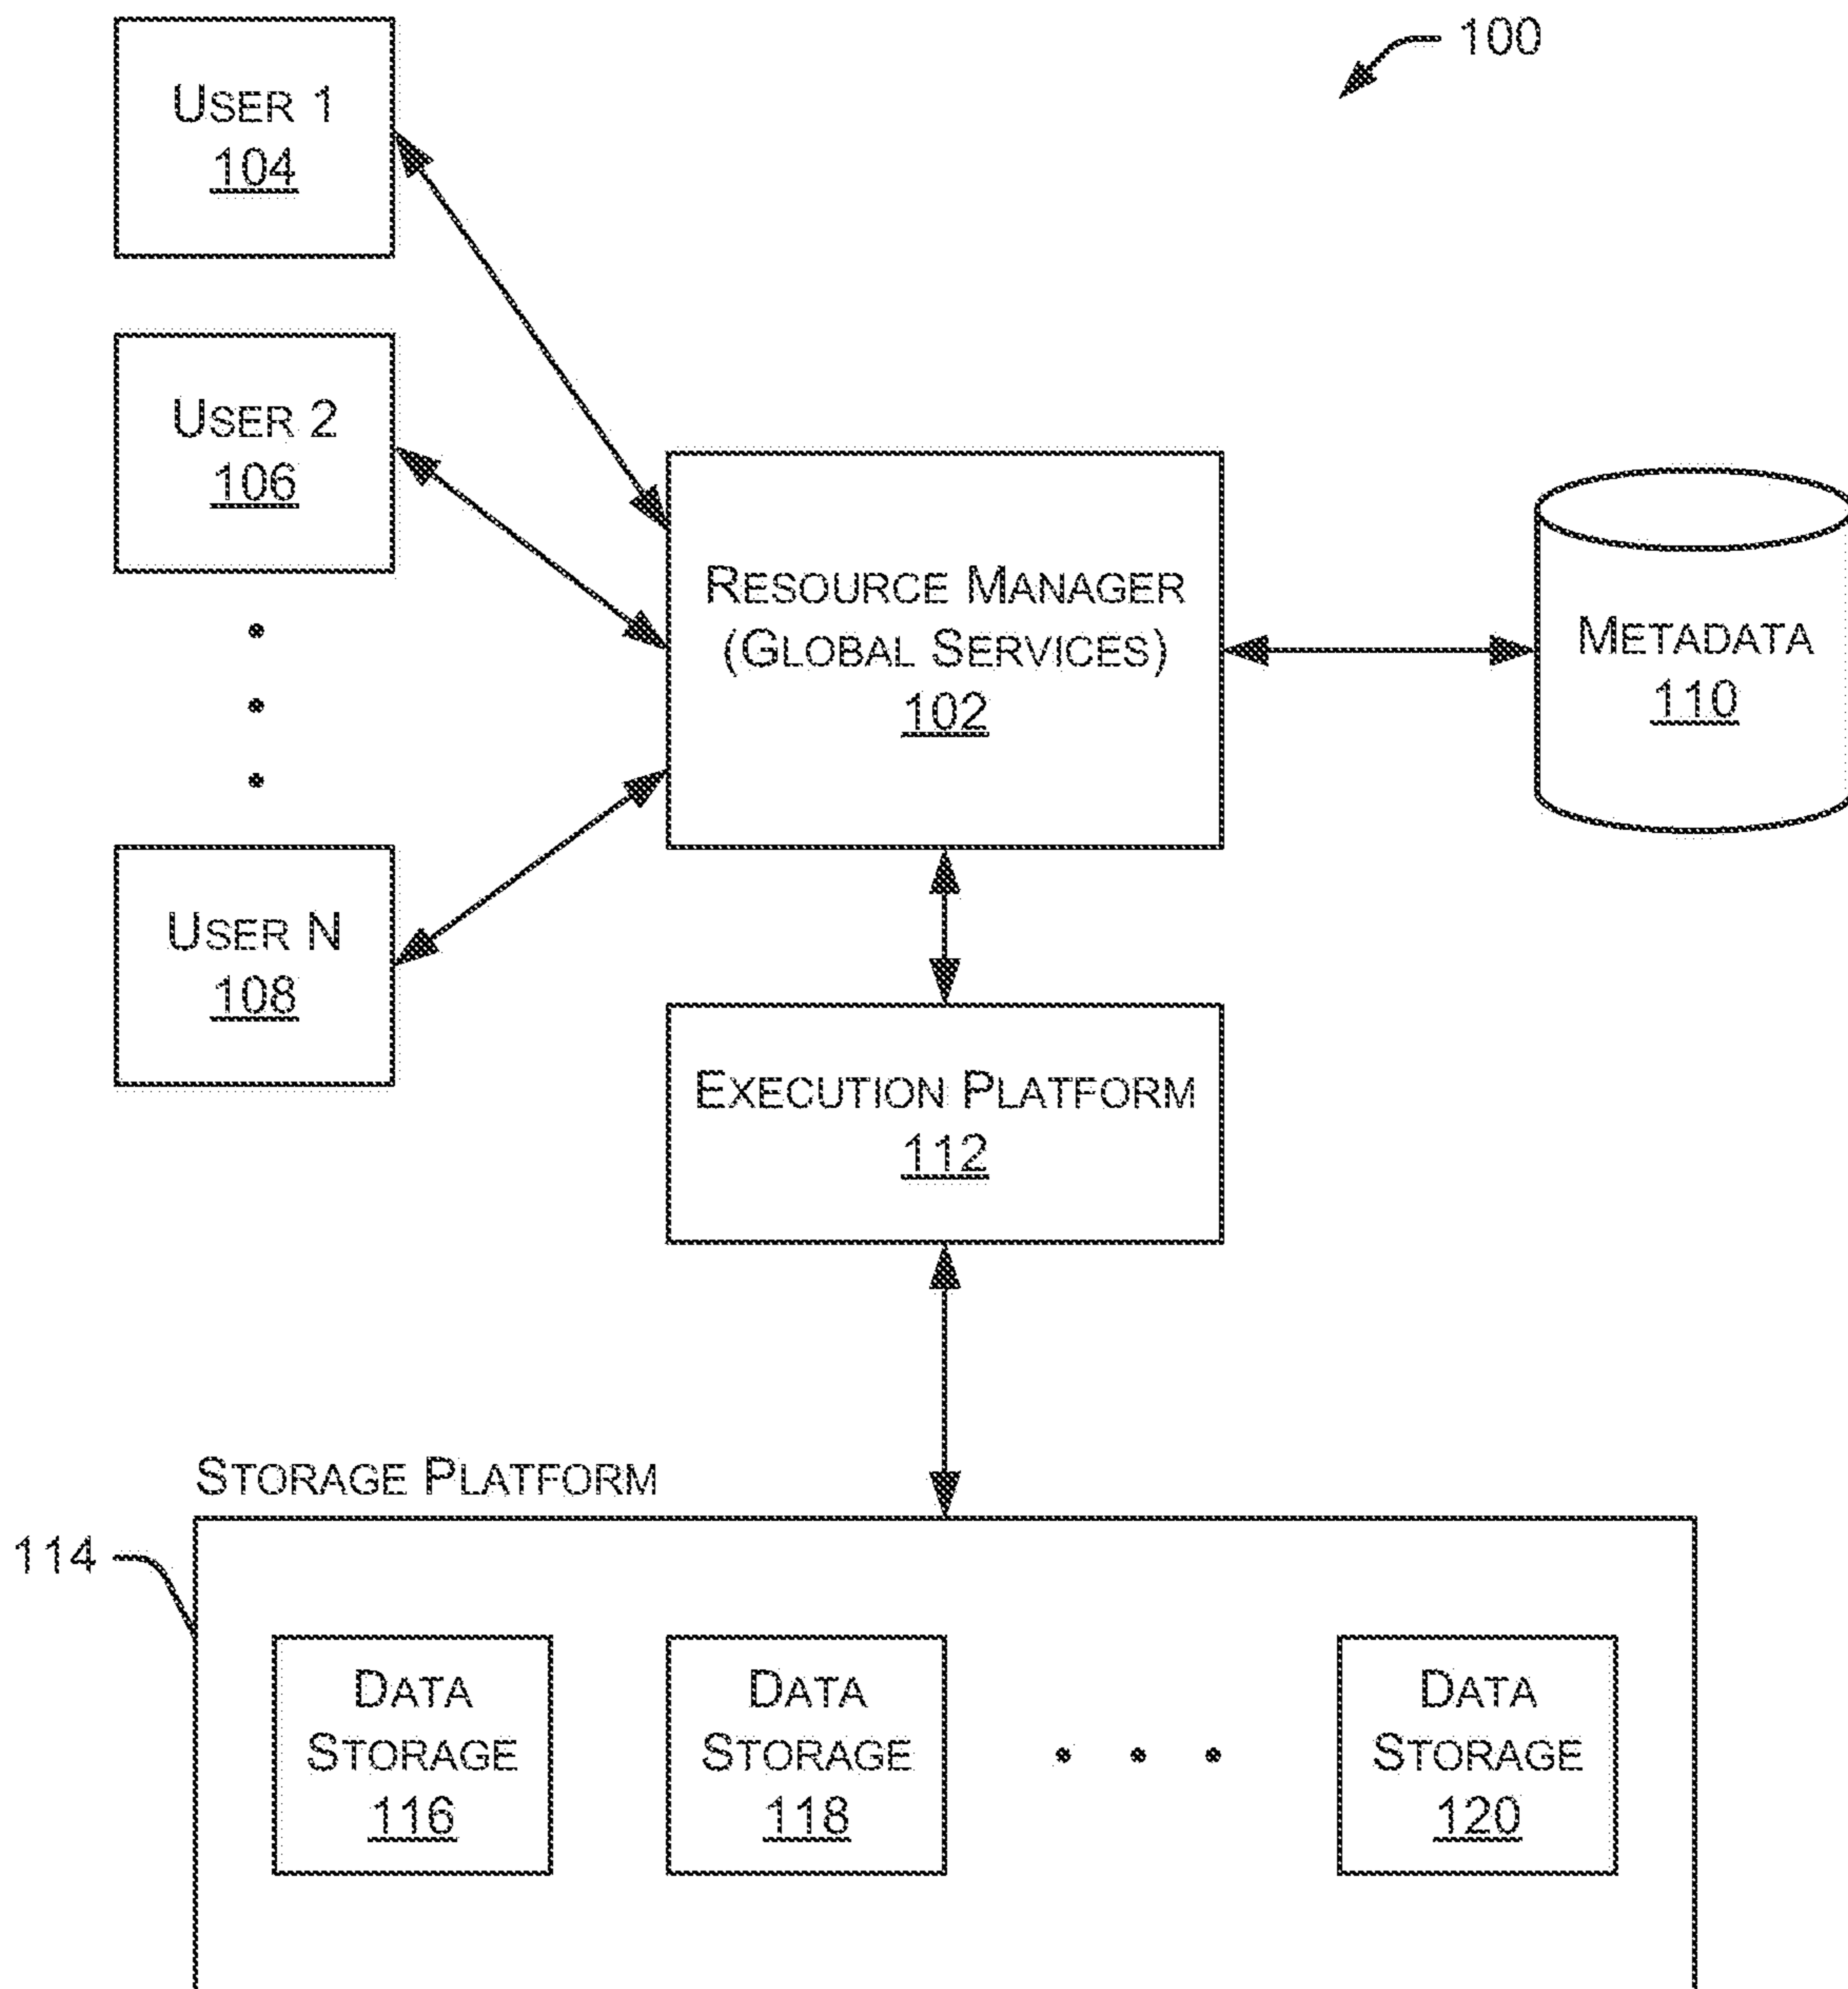 100
USER 1
104
USER 2
106
RESOURCE MANAGER
(GLOBAL SERVICES)
102
METADATA
110
USER N
108
EXECUTION PLATFORM
112
STORAGE PLATFORM
114
DATA
STORAGE
116
DATA
STORAGE
118
DATA
STORAGE
120